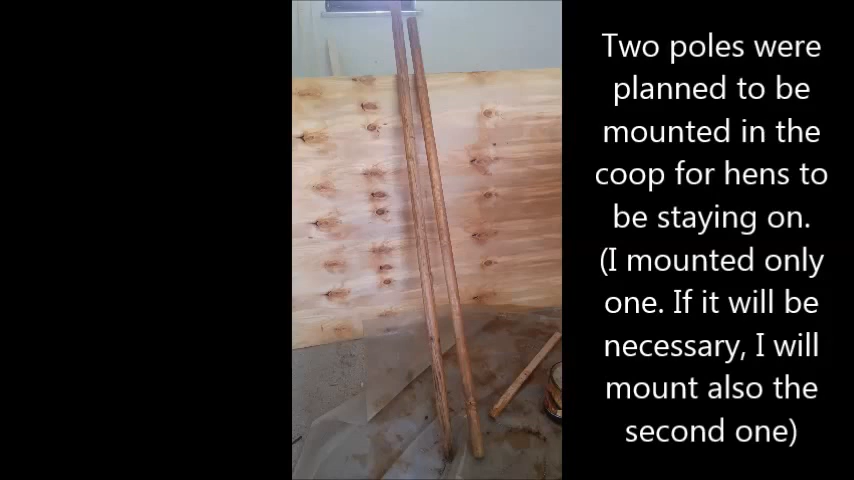 Two poles were
planned to be
mounted in the
coop for hens to
be staying on.
(I mounted only
one. If it will be
necessary, I will
mount also the
second one)